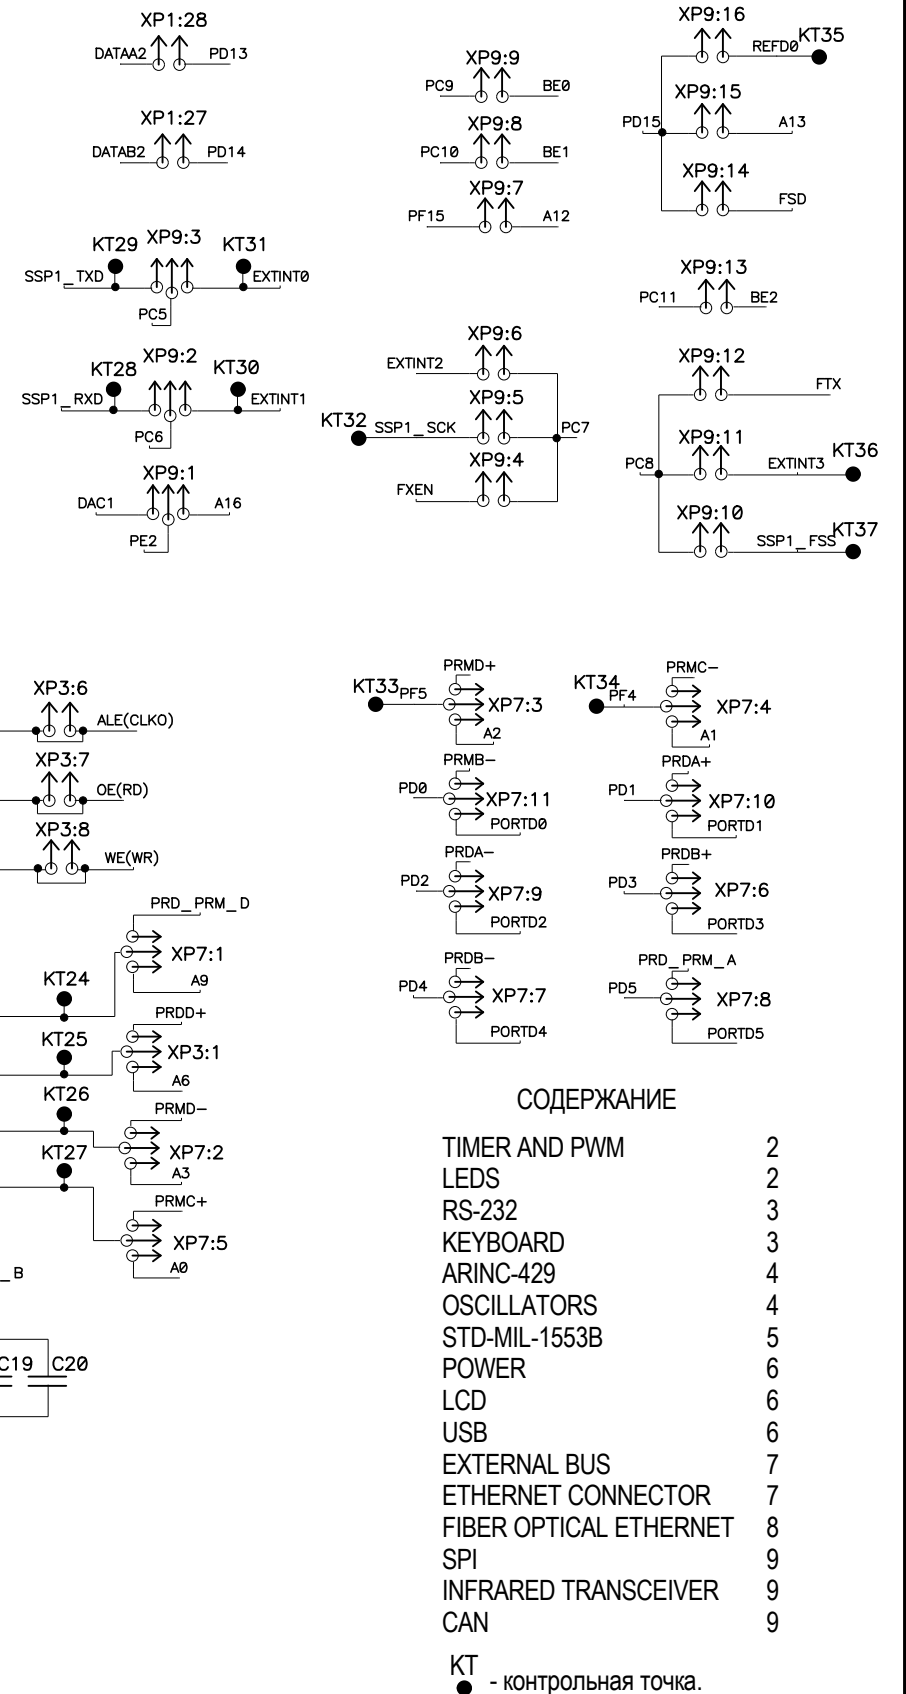 XP1:28
DATAA2 PD13
XP1:27
DATAB2 PD14
KT29 XP9:3 KT31
SSP1_TXD EXTINT0
PC5
KT28 XP9:2 KT30
SSP1_RXD EXTINT1
PC6
XP9:1
DAC1 A16
PE2
XP9:9
PC9 BE0
XP9:8
PC10 BE1
XP9:7
PF15 A12
XP9:6
EXTINT2
XP9:5
KT32 SSP1_SCK PC7
XP9:4
FXEN
XP9:16
REFD0 KT35
XP9:15
PD15 A13
XP9:14
FSD
XP9:13
PC11 BE2
XP9:12
FTX
XP9:11
PC8 EXTINT3 KT36
XP9:10
SSP1_FSS KT37
XP3:6
ALE(CLKO)
XP3:7
OE(RD)
XP3:8
WE(WR)
PRD_PRM_D
XP7:1
KT24
A9
PRDD+
KT25
XP3:1
A6
KT26
PRMD-
KT27
XP7:2
A3
PRMC+
XP7:5
A0
_B
C19 C20
PRMD+
KT33 PF5 XP7:3
A2
PRMC-
KT34 PF4 XP7:4
A1
PRMB-
PD0 XP7:11
PORTD0
PRDA+
PD1 XP7:10
PORTD1
PRDA-
PD2 XP7:9
PORTD2
PRDB+
PD3 XP7:6
PORTD3
PRDB-
PD4 XP7:7
PORTD4
PRD_PRM_A
PD5 XP7:8
PORTD5
СОДЕРЖАНИЕ
TIMER AND PWM 2
LEDS 2
RS-232 3
KEYBOARD 3
ARINC-429 4
OSCILLATORS 4
STD-MIL-1553B 5
POWER 6
LCD 6
USB 6
EXTERNAL BUS 7
ETHERNET CONNECTOR 7
FIBER OPTICAL ETHERNET 8
SPI 9
INFRARED TRANSCEIVER 9
CAN 9
KT
- контрольная точка.